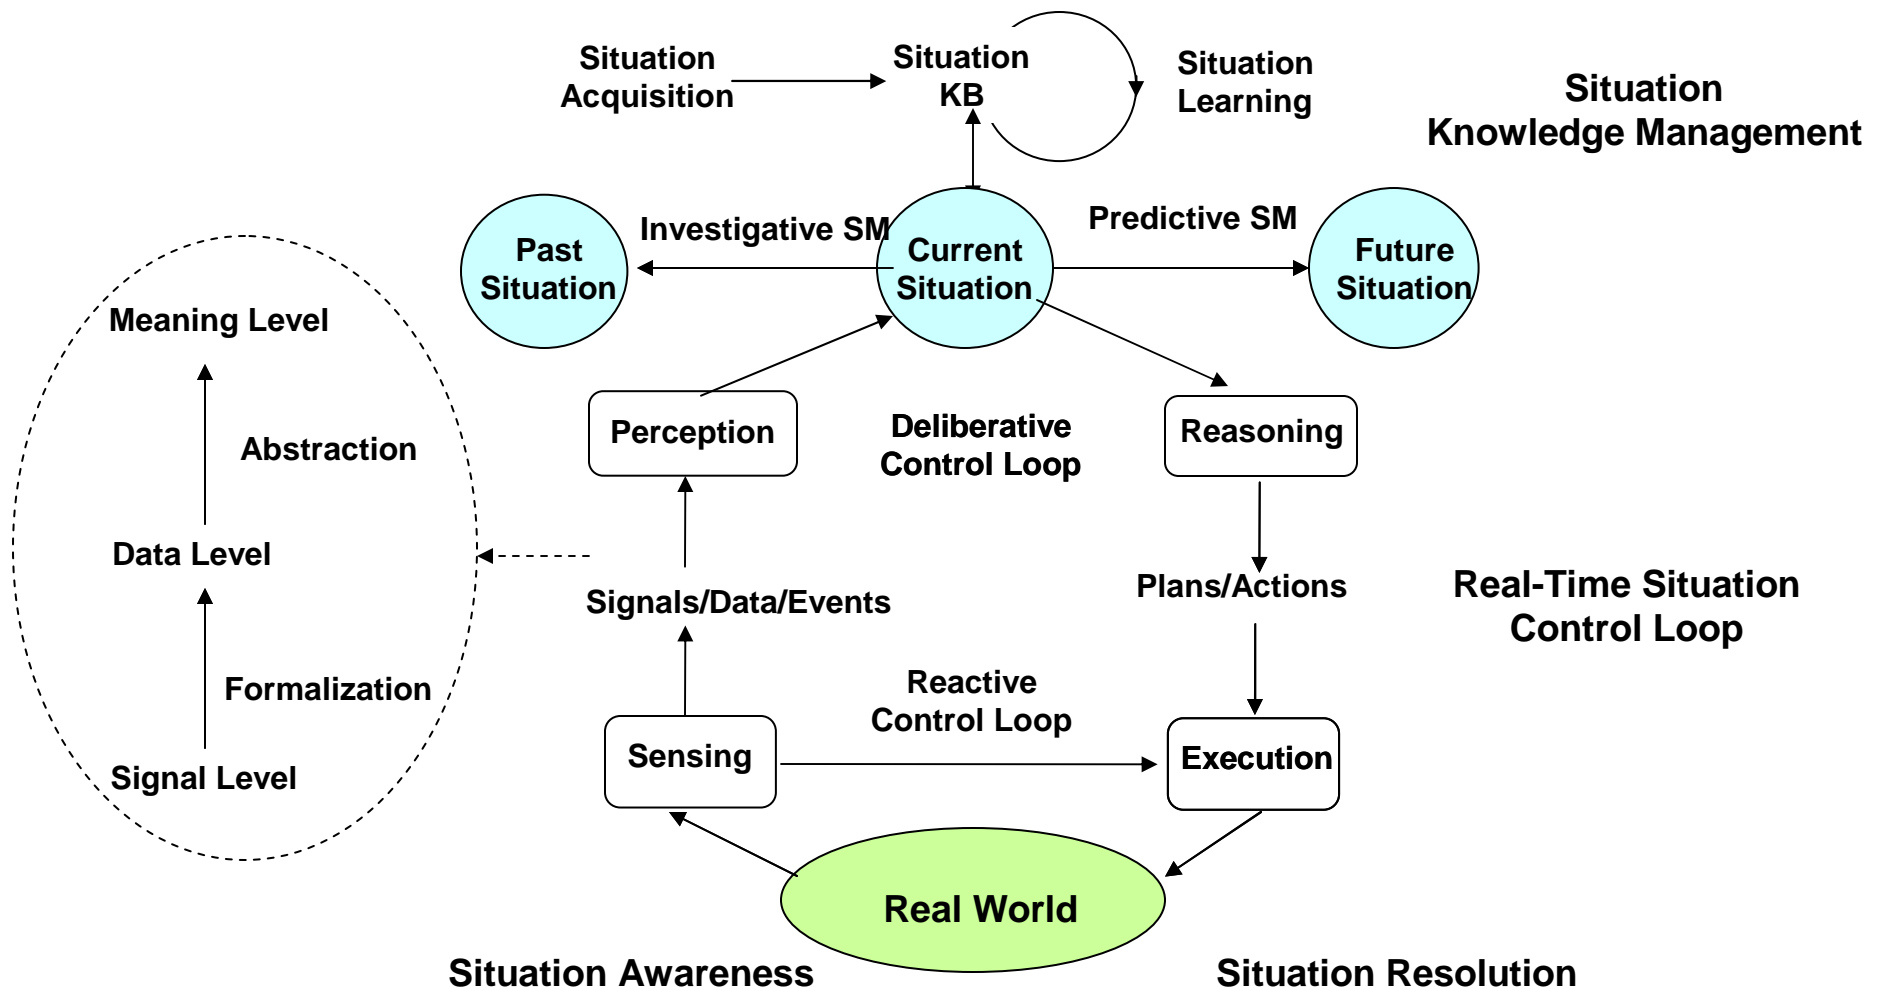 Situation
Acquisition
Situation
KB
Situation
Learning
Situation
Knowledge Management
Past
Situation
Investigative SM
Current
Situation
Predictive SM
Future
Situation
Meaning Level
Abstraction
Data Level
Formalization
Signal Level
Perception
Deliberative
Control Loop
Reasoning
Signals/Data/Events
Plans/Actions
Real-Time Situation
Control Loop
Reactive
Control Loop
Sensing
Execution
Real World
Situation Awareness
Situation Resolution